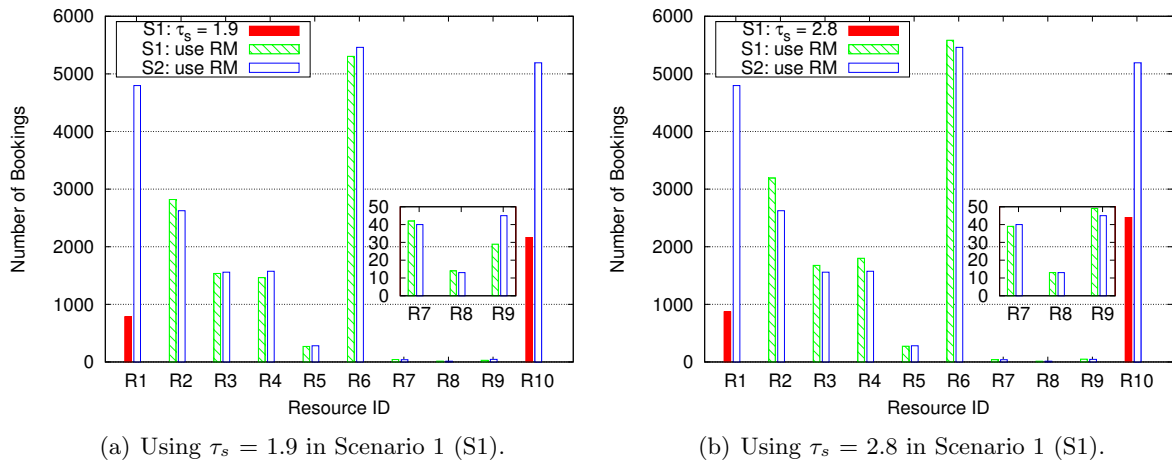 S1: τs = 1.9
S1: use RM
S2: use RM
Number of Bookings
6000
5000
4000
3000
2000
1000
0
50
40
30
20
10
0
R7 R8 R9
R1 R2 R3 R4 R5 R6 R7 R8 R9 R10
Resource ID
(a) Using τs = 1.9 in Scenario 1 (S1).
S1: τs = 2.8
S1: use RM
S2: use RM
Number of Bookings
6000
5000
4000
3000
2000
1000
0
50
40
30
20
10
0
R7 R8 R9
R1 R2 R3 R4 R5 R6 R7 R8 R9 R10
Resource ID
(b) Using τs = 2.8 in Scenario 1 (S1).